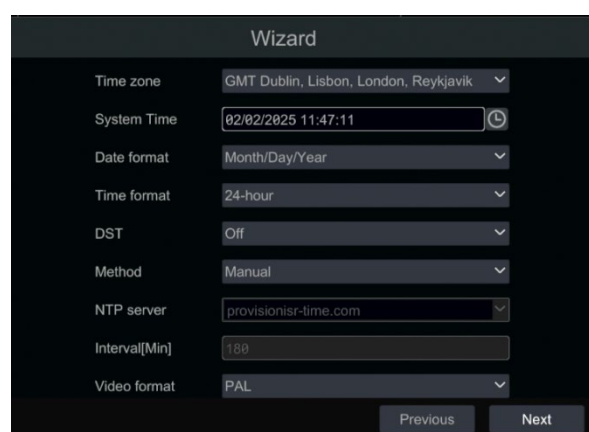 Wizard
Time zone GMT Dublin, Lisbon, London, Reykjavik
System Time 02/02/2025 11:47:11
Date format Month/Day/Year
Time format 24-hour
DST Off
Method Manual
NTP server provisionisr-time.com
Interval[Min] 180
Video format PAL
Previous Next